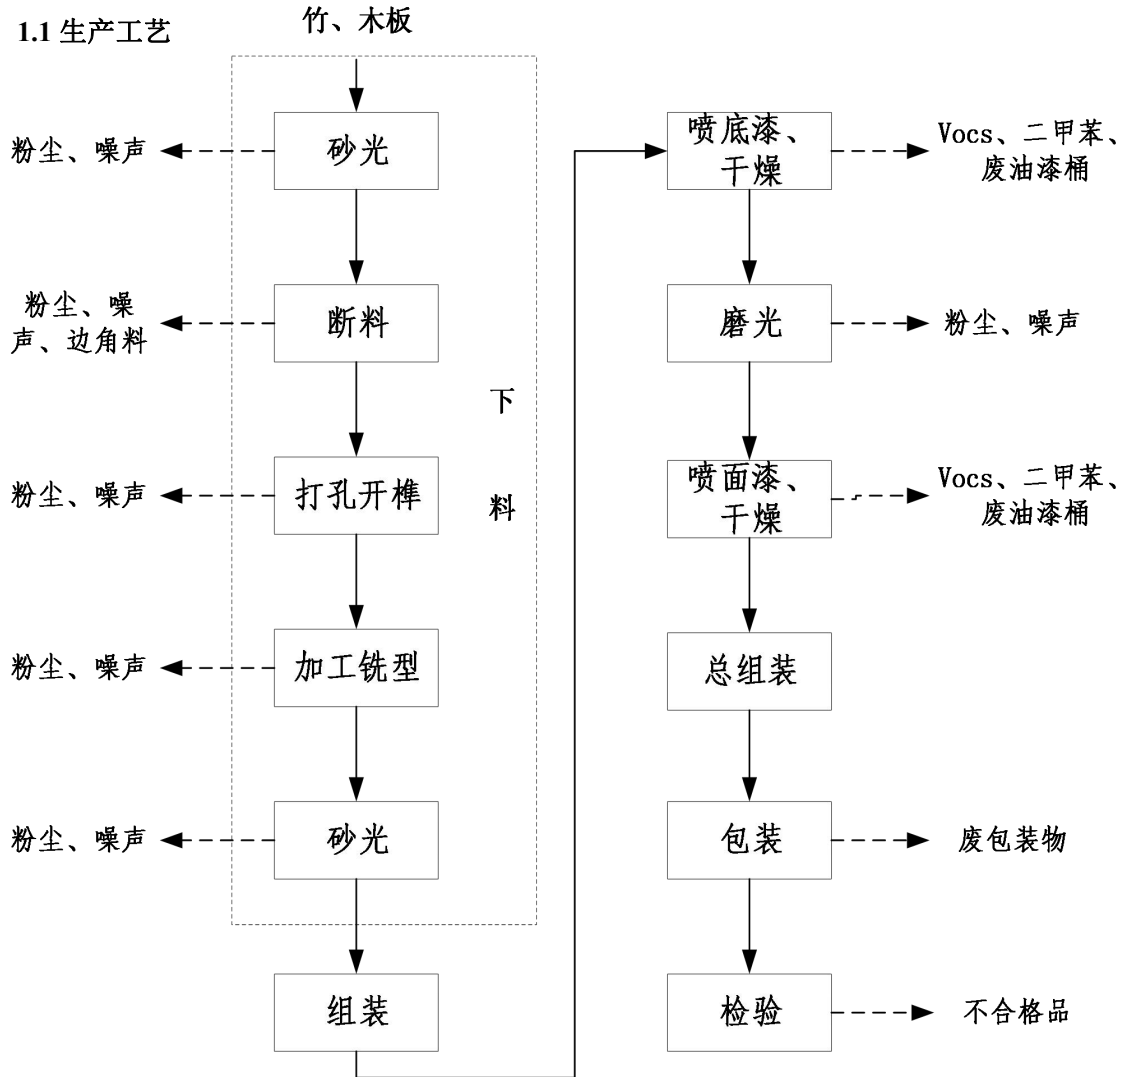 1.1 生产工艺
竹、木板
粉尘、噪声
砂光
粉尘、噪
声、边角料
断料
粉尘、噪声
打孔开榫
粉尘、噪声
加工铣型
粉尘、噪声
砂光
下
料
组装
喷底漆、
干燥
Vocs、二甲苯、
废油漆桶
磨光
粉尘、噪声
喷面漆、
干燥
Vocs、二甲苯、
废油漆桶
总组装
包装
废包装物
检验
不合格品